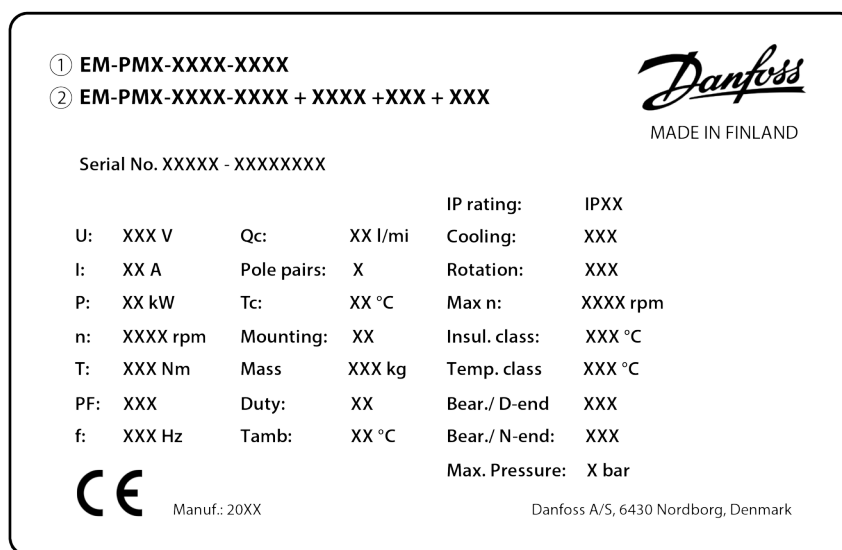 ① EM-PMX-XXXX-XXXX
② EM-PMX-XXXX-XXXX + XXXX +XXX + XXX
Danfoss
MADE IN FINLAND
Serial No. XXXXX - XXXXXXXX
IP rating: IPXX
U: XXX V Qc: XX l/mi Cooling: XXX
I: XX A Pole pairs: X Rotation: XXX
P: XX kW Tc: XX °C Max n: XXXX rpm
n: XXXX rpm Mounting: XX Insul. class: XXX °C
T: XXX Nm Mass XXX kg Temp. class XXX °C
PF: XXX Duty: XX Bear./ D-end XXX
f: XXX Hz Tamb: XX °C Bear./ N-end: XXX
Max. Pressure: X bar
CE Manuf.: 20XX Danfoss A/S, 6430 Nordborg, Denmark